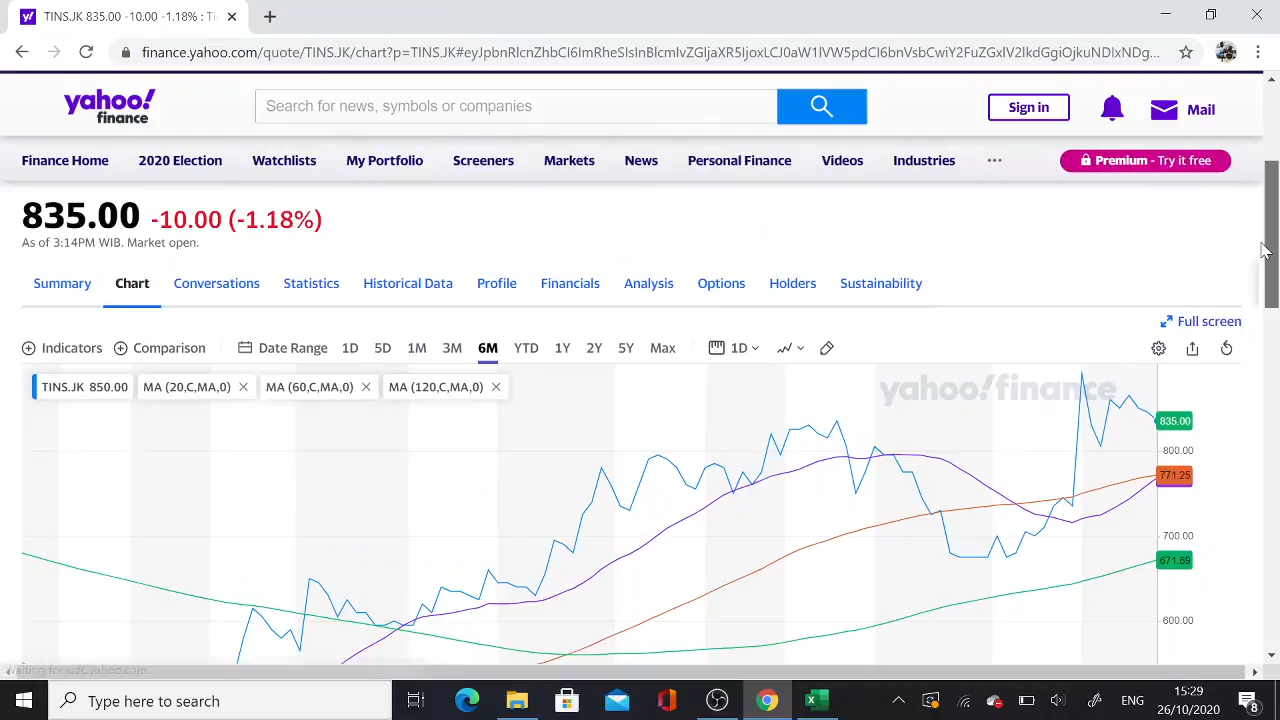 TINS.JK 835.00 -10.00 -1.18% : Ti
finance.yahoo.com/quote/TINS.JK/chart?p=TINS.JK#eyJpbnRlcnZhbCI6ImRheSIsInBlcmlvZGljaXR5IjoxLCJ0aW1lVW5pdCI6bnVsbCwiY2FuZGxlV2lkdGgiOjkuNDIxNDg...
yahoo!
finance
Search for news, symbols or companies
Sign in
Mail
Finance Home 2020 Election Watchlists My Portfolio Screeners Markets News Personal Finance Videos Industries ... Premium - Try it free
835.00 -10.00 (-1.18%)
As of 3:14PM WIB. Market open.
Summary Chart Conversations Statistics Historical Data Profile Financials Analysis Options Holders Sustainability
Full screen
Indicators Comparison Date Range 1D 5D 1M 3M 6M YTD 1Y 2Y 5Y Max 1D
TINS.JK 850.00 MA (20,C,MA,0) MA (60,C,MA,0) MA (120,C,MA,0)
yahoo!finance
835.00
800.00
771.25
700.00
671.69
600.00
Waiting for udc.yahoo.com...
Type here to search
ENG
15:29
26/10/2020
8